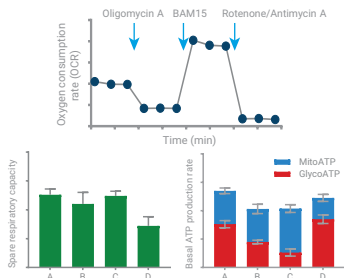 Oligomycin A BAM15 Rotenone/Antimycin A
Oxygen consumption
rate (OCR)
Time (min)
Spare respiratory capacity
A B C D
Basal ATP production rate
MitoATP
GlycoATP
A B C D